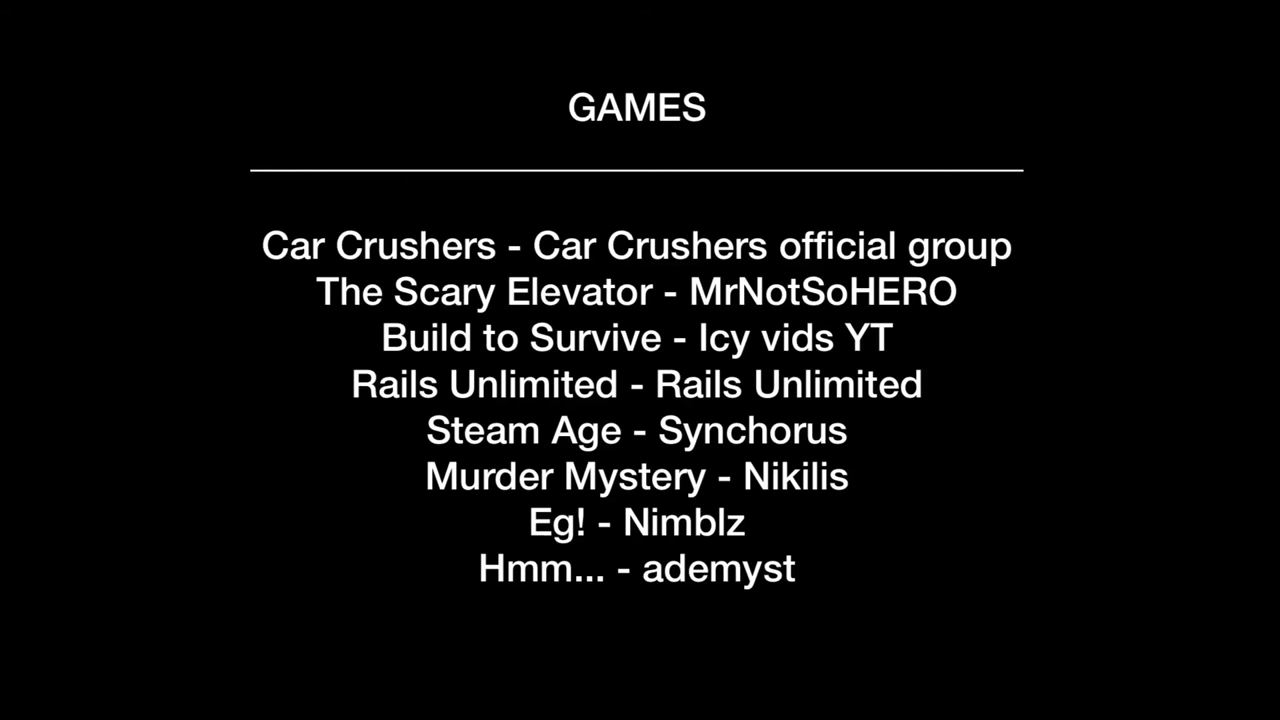 GAMES
Car Crushers - Car Crushers official group
The Scary Elevator - MrNotSoHERO
Build to Survive - Icy vids YT
Rails Unlimited - Rails Unlimited
Steam Age - Synchorus
Murder Mystery - Nikilis
Eg! - Nimblz
Hmm... - ademyst